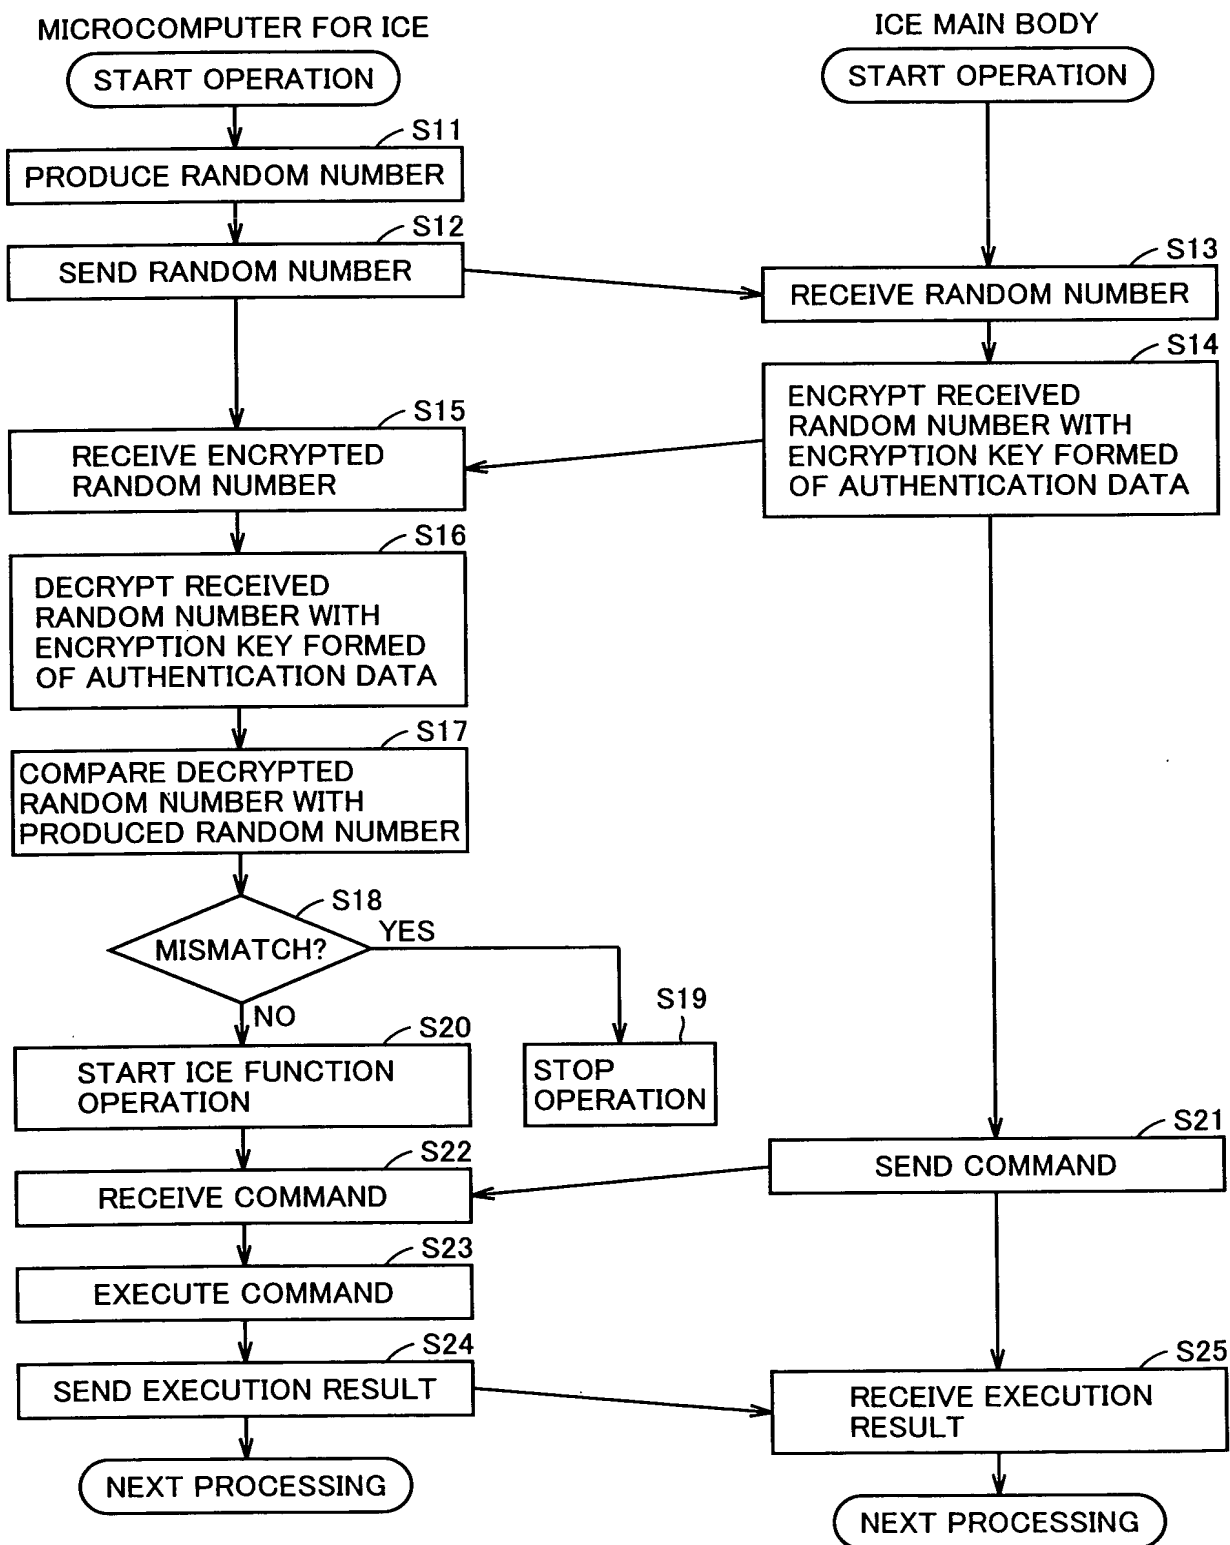 MICROCOMPUTER FOR ICE
ICE MAIN BODY
START OPERATION
START OPERATION
S11
PRODUCE RANDOM NUMBER
S12
SEND RANDOM NUMBER
S13
RECEIVE RANDOM NUMBER
S14
ENCRYPT RECEIVED
RANDOM NUMBER WITH
ENCRYPTION KEY FORMED
OF AUTHENTICATION DATA
S15
RECEIVE ENCRYPTED
RANDOM NUMBER
S16
DECRYPT RECEIVED
RANDOM NUMBER WITH
ENCRYPTION KEY FORMED
OF AUTHENTICATION DATA
S17
COMPARE DECRYPTED
RANDOM NUMBER WITH
PRODUCED RANDOM NUMBER
S18
MISMATCH?
YES
NO
S19
STOP
OPERATION
S20
START ICE FUNCTION
OPERATION
S21
SEND COMMAND
S22
RECEIVE COMMAND
S23
EXECUTE COMMAND
S24
SEND EXECUTION RESULT
S25
RECEIVE EXECUTION
RESULT
NEXT PROCESSING
NEXT PROCESSING